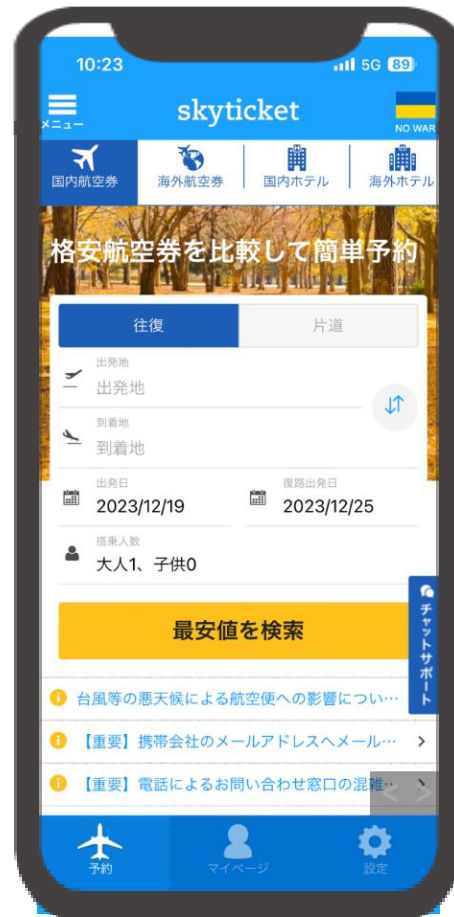 10:23
5G 89
メニュー
skyticket
NO WAR
国内航空券
海外航空券
国内ホテル
海外ホテル
格安航空券を比較して簡単予約
往復
片道
出発地
出発地
到着地
到着地
出発日
2023/12/19
復路出発日
2023/12/25
搭乗人数
大人1、子供0
最安値を検索
チャットサポート
台風等の悪天候による航空便への影響につい…
【重要】携帯会社のメールアドレスへメール…
【重要】電話によるお問い合わせ窓口の混雑…
予約
マイページ
設定